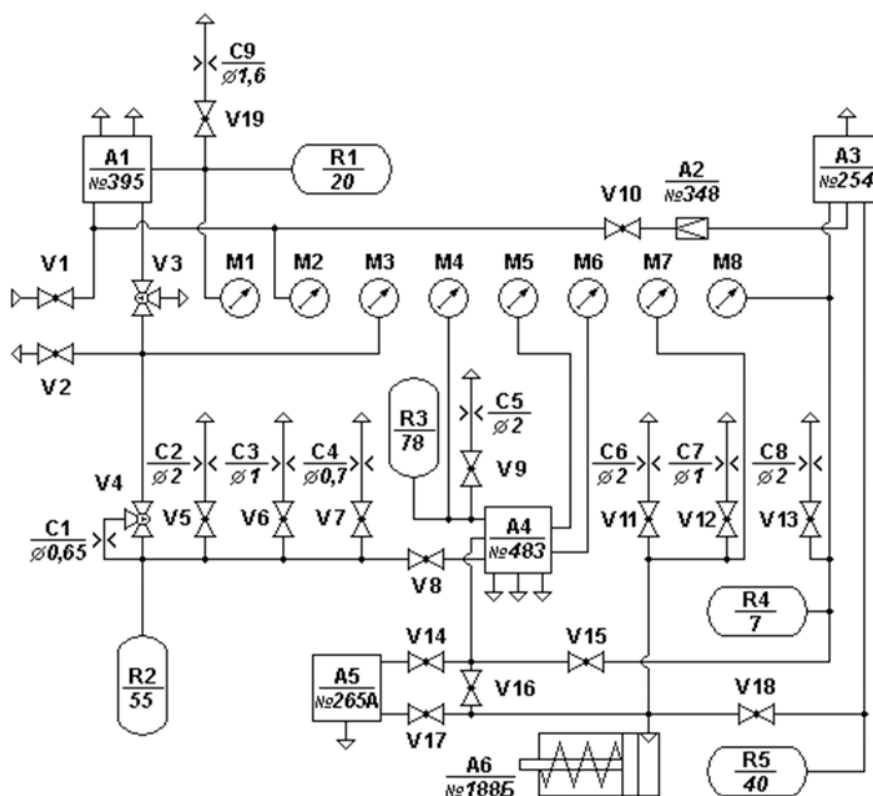 C9
⌀1,6
V19
A1
№395
R1
20
A2
№348
A3
№254
V10
V1
V3
M1
M2
M3
M4
M5
M6
M7
M8
V2
R3
78
C5
⌀2
V9
C2
⌀2
C3
⌀1
C4
⌀0,7
C6
⌀2
C7
⌀1
C8
⌀2
V4
V5
V6
V7
A4
№483
V11
V12
V13
C1
⌀0,65
V8
R4
7
V14
V15
R2
55
A5
№265А
V16
V18
V17
A6
№188Б
R5
40